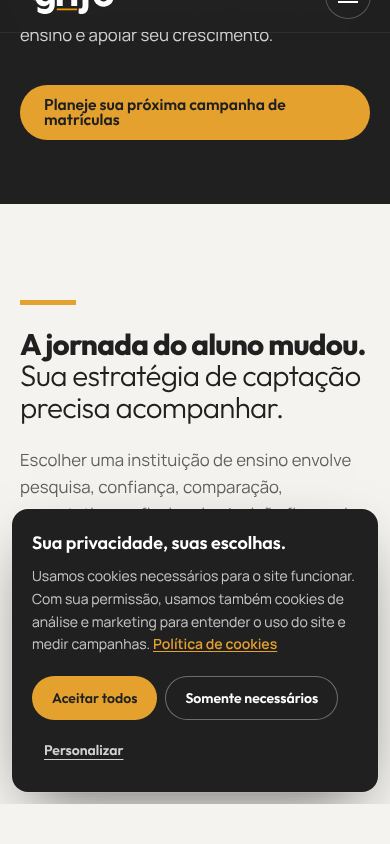 ensino e apoiar seu crescimento.
Planeje sua próxima campanha de
matrículas
A jornada do aluno mudou.
Sua estratégia de captação
precisa acompanhar.
Escolher uma instituição de ensino envolve
pesquisa, confiança, comparação,
Sua privacidade, suas escolhas.
Usamos cookies necessários para o site funcionar.
Com sua permissão, usamos também cookies de
análise e marketing para entender o uso do site e
medir campanhas. Política de cookies
Aceitar todos
Somente necessários
Personalizar